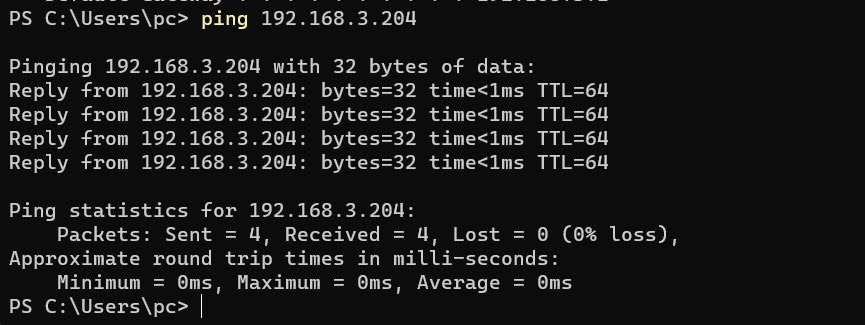 PS C:\Users\pc> ping 192.168.3.204
Pinging 192.168.3.204 with 32 bytes of data:
Reply from 192.168.3.204: bytes=32 time<1ms TTL=64
Reply from 192.168.3.204: bytes=32 time<1ms TTL=64
Reply from 192.168.3.204: bytes=32 time<1ms TTL=64
Reply from 192.168.3.204: bytes=32 time<1ms TTL=64
Ping statistics for 192.168.3.204:
Packets: Sent = 4, Received = 4, Lost = 0 (0% loss),
Approximate round trip times in milli-seconds:
Minimum = 0ms, Maximum = 0ms, Average = 0ms
PS C:\Users\pc>